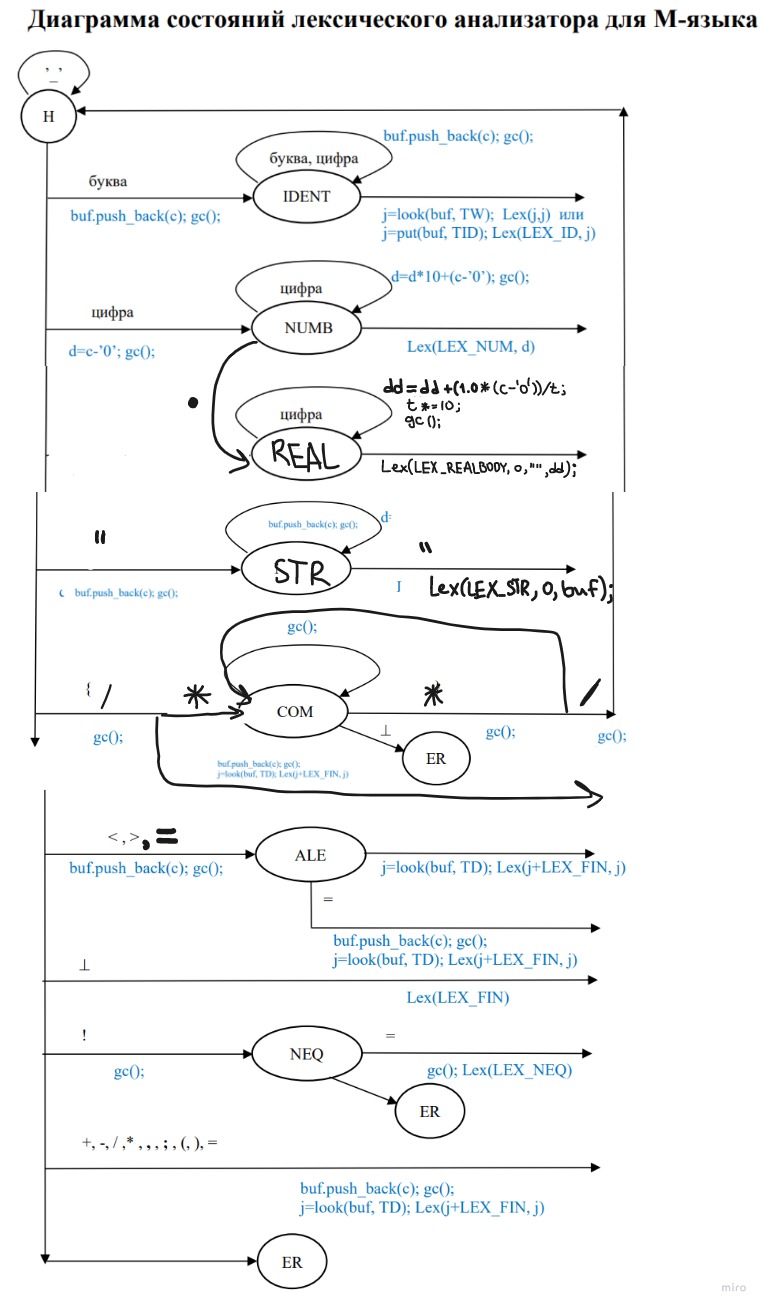 Диаграмма состояний лексического анализатора для М-языка
'_'
H
buf.push_back(c); gc();
буква, цифра
буква
IDENT
buf.push_back(c); gc();
j=look(buf, TW); Lex(j,j) или
j=put(buf, TID); Lex(LEX_ID, j)
d=d*10+(c-'0'); gc();
цифра
цифра
NUMB
d=c-'0'; gc();
Lex(LEX_NUM, d)
dd=dd+(1.0*(c-'0'))/t;
t*=10;
gc();
•
цифра
REAL
Lex(LEX_REALBODY,0,"",dd);
buf.push_back(c); gc();
d=
"
"
STR
buf.push_back(c); gc();
Lex(LEX_STR, 0, buf);
gc();
{ / * * /
COM
gc();
⊥
gc();
gc();
ER
buf.push_back(c); gc();
j=look(buf, TD); Lex(j+LEX_FIN, j)
<,>,=
ALE
buf.push_back(c); gc();
j=look(buf, TD); Lex(j+LEX_FIN, j)
=
buf.push_back(c); gc();
j=look(buf, TD); Lex(j+LEX_FIN, j)
⊥
Lex(LEX_FIN)
! =
NEQ
gc();
gc(); Lex(LEX_NEQ)
ER
+, -, / ,* , , , ; , (, ), =
buf.push_back(c); gc();
j=look(buf, TD); Lex(j+LEX_FIN, j)
ER
miro